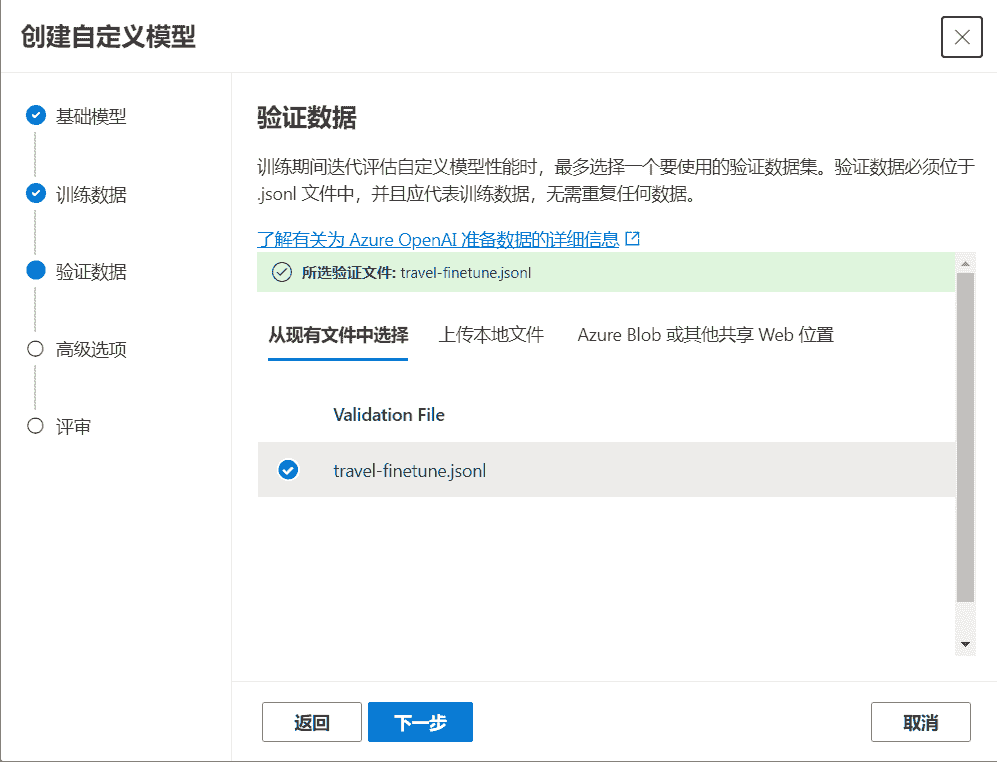 创建自定义模型
基础模型
训练数据
验证数据
高级选项
评审
验证数据
训练期间迭代评估自定义模型性能时，最多选择一个要使用的验证数据集。验证数据必须位于
.jsonl 文件中，并且应代表训练数据，无需重复任何数据。
了解有关为 Azure OpenAI 准备数据的详细信息
所选验证文件: travel-finetune.jsonl
从现有文件中选择 上传本地文件 Azure Blob 或其他共享 Web 位置
Validation File
travel-finetune.jsonl
返回 下一步 取消